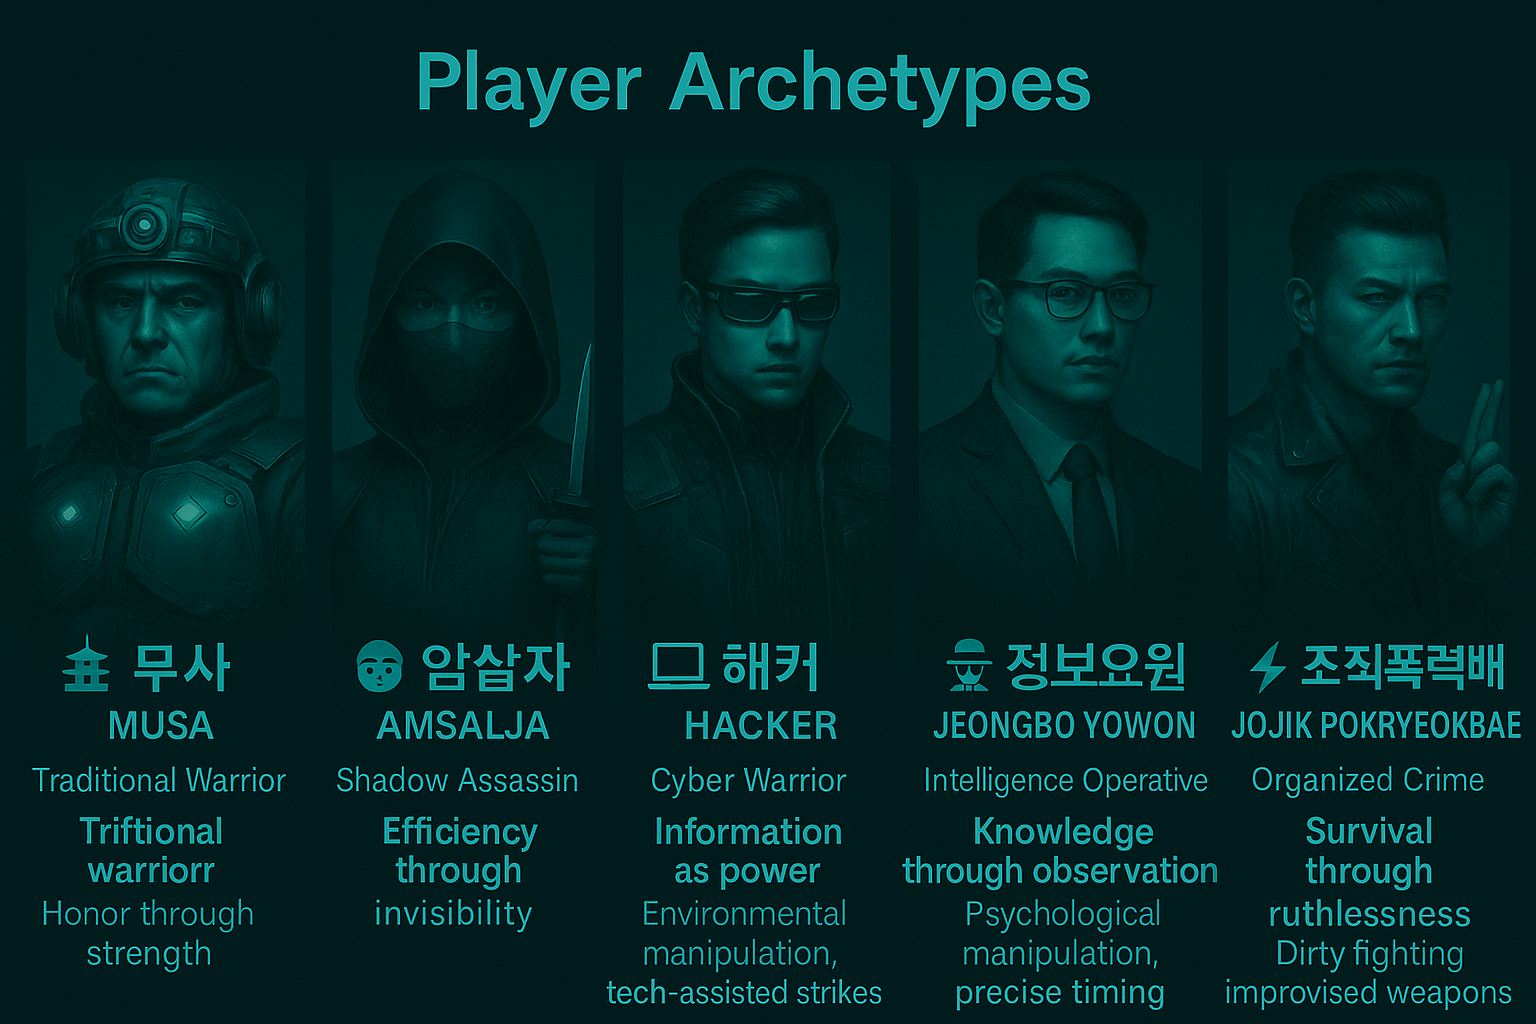 Player Archetypes
무사
MUSA
Traditional Warrior
Triftional
warriorr
Honor through
strength
암삽자
AMSALJA
Shadow Assassin
Efficiency
through
invisibility
해커
HACKER
Cyber Warrior
Information
as power
Environmental
manipulation,
tech-assisted strikes
정보요원
JEONGBO YOWON
Intelligence Operative
Knowledge
through observation
Psychological
manipulation,
precise timing
조죄폭력배
JOJIK POKRYEOKBAE
Organized Crime
Survival
through
ruthlessness
Dirty fighting
improvised weapons